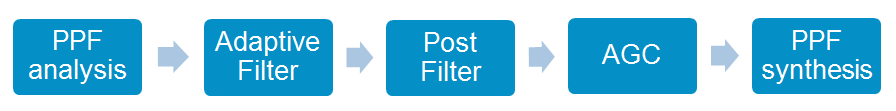 PPF
analysis
Adaptive
Filter
Post
Filter
AGC
PPF
synthesis